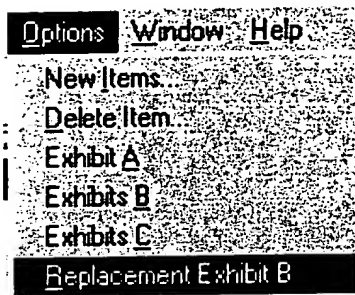 Options Window Help
New Items...
Delete Item...
Exhibit A
Exhibits B
Exhibits C
Replacement Exhibit B